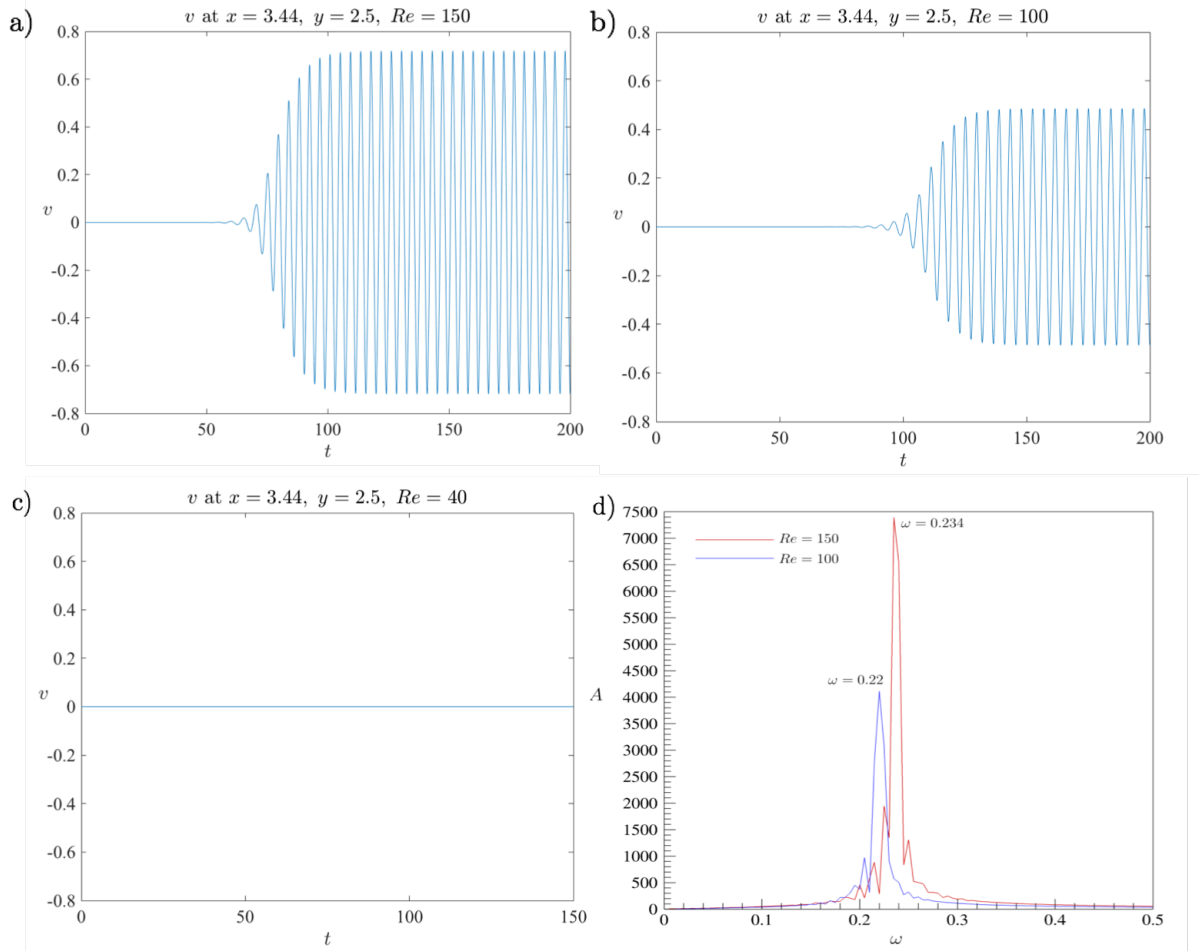 a)
v at x = 3.44, y = 2.5, Re = 150
0.8
0.6
0.4
0.2
v
0
-0.2
-0.4
-0.6
-0.8
0 50 100 150 200
t
b)
v at x = 3.44, y = 2.5, Re = 100
0.8
0.6
0.4
0.2
v
0
-0.2
-0.4
-0.6
-0.8
0 50 100 150 200
t
c)
v at x = 3.44, y = 2.5, Re = 40
0.8
0.6
0.4
0.2
v
0
-0.2
-0.4
-0.6
-0.8
0 50 100 150
t
d)
7500
7000
6500
6000
5500
5000
4500
4000
A
3500
3000
2500
2000
1500
1000
500
0
ω = 0.234
Re = 150
Re = 100
ω = 0.22
0 0.1 0.2 0.3 0.4 0.5
ω